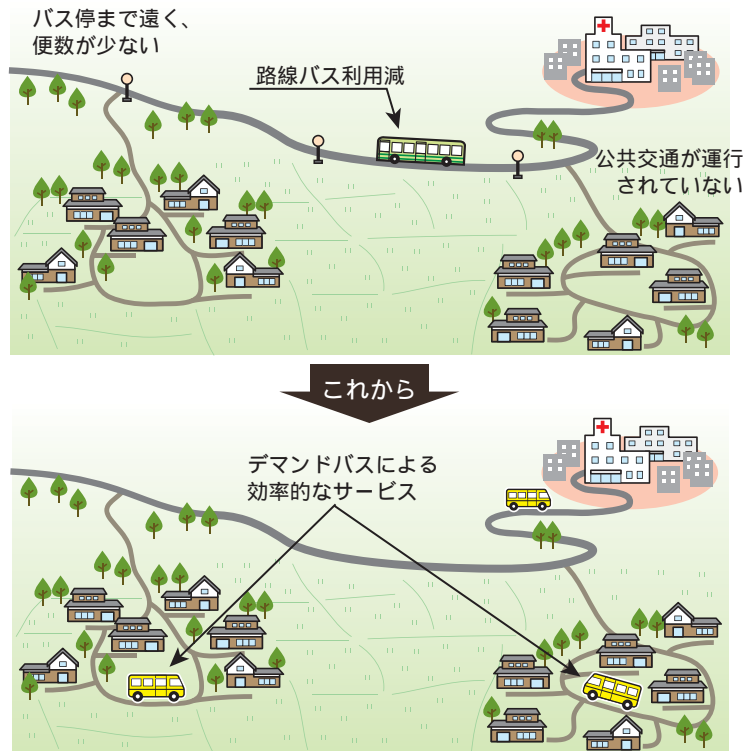 バス停まで遠く、
便数が少ない
路線バス利用減
公共交通が運行
されていない
これから
デマンドバスによる
効率的なサービス